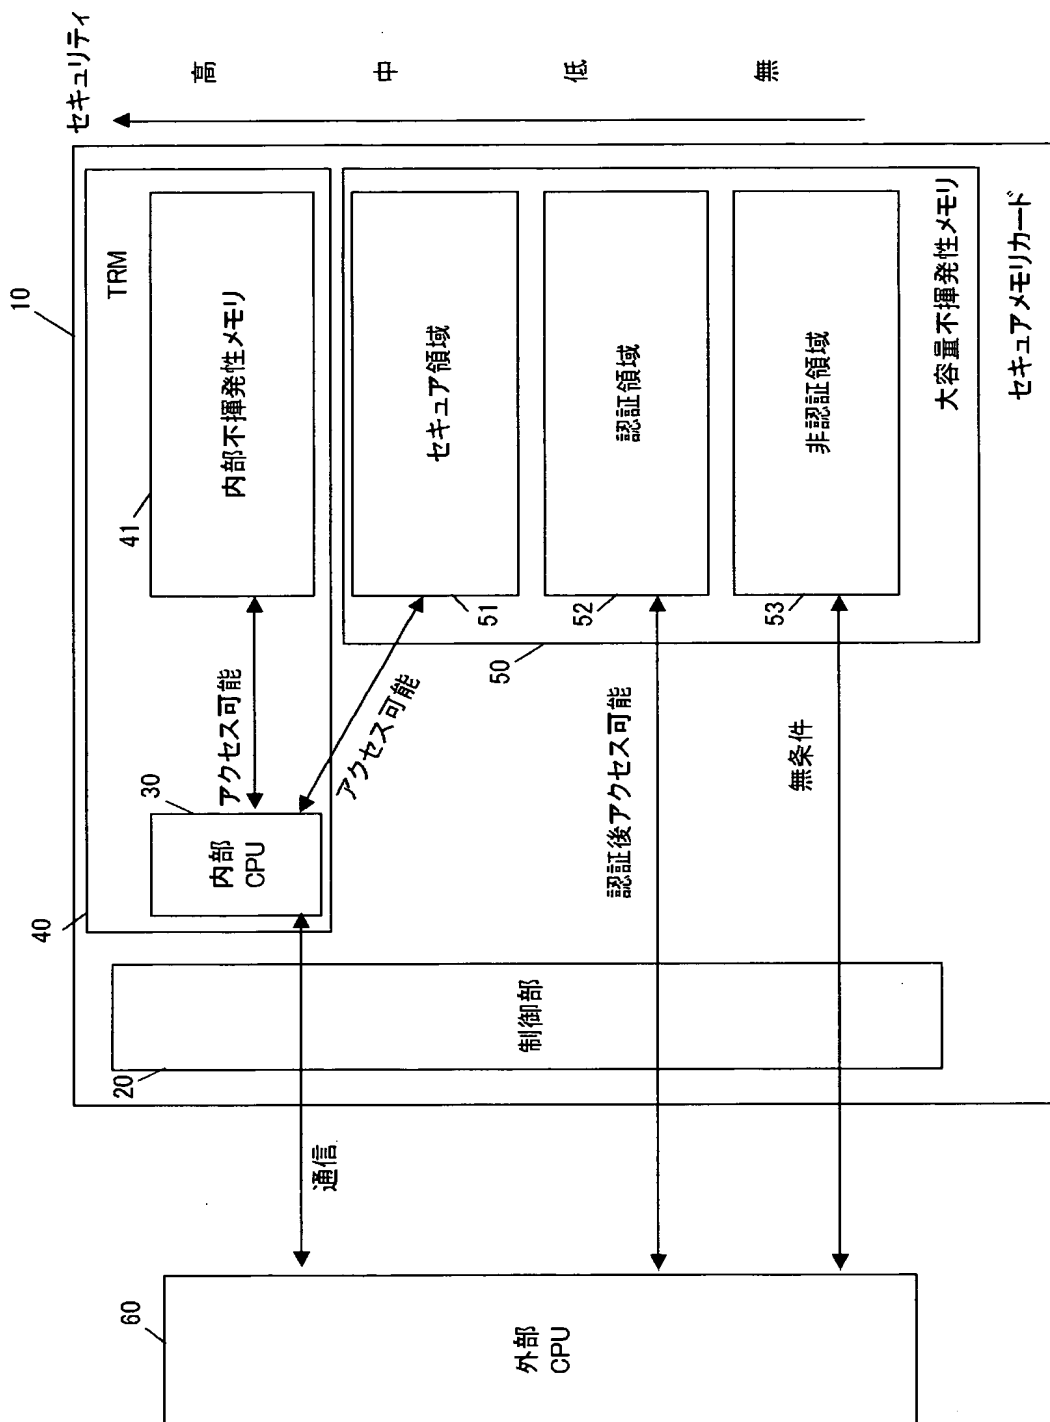 セキュリティ
高
中
低
無
10
TRM
40
41
内部不揮発性メモリ
アクセス可能
30
内部
CPU
アクセス可能
セキュア領域
51
認証領域
52
非認証領域
53
50
大容量不揮発性メモリ
セキュアメモリカード
認証後アクセス可能
無条件
20
制御部
通信
60
外部
CPU